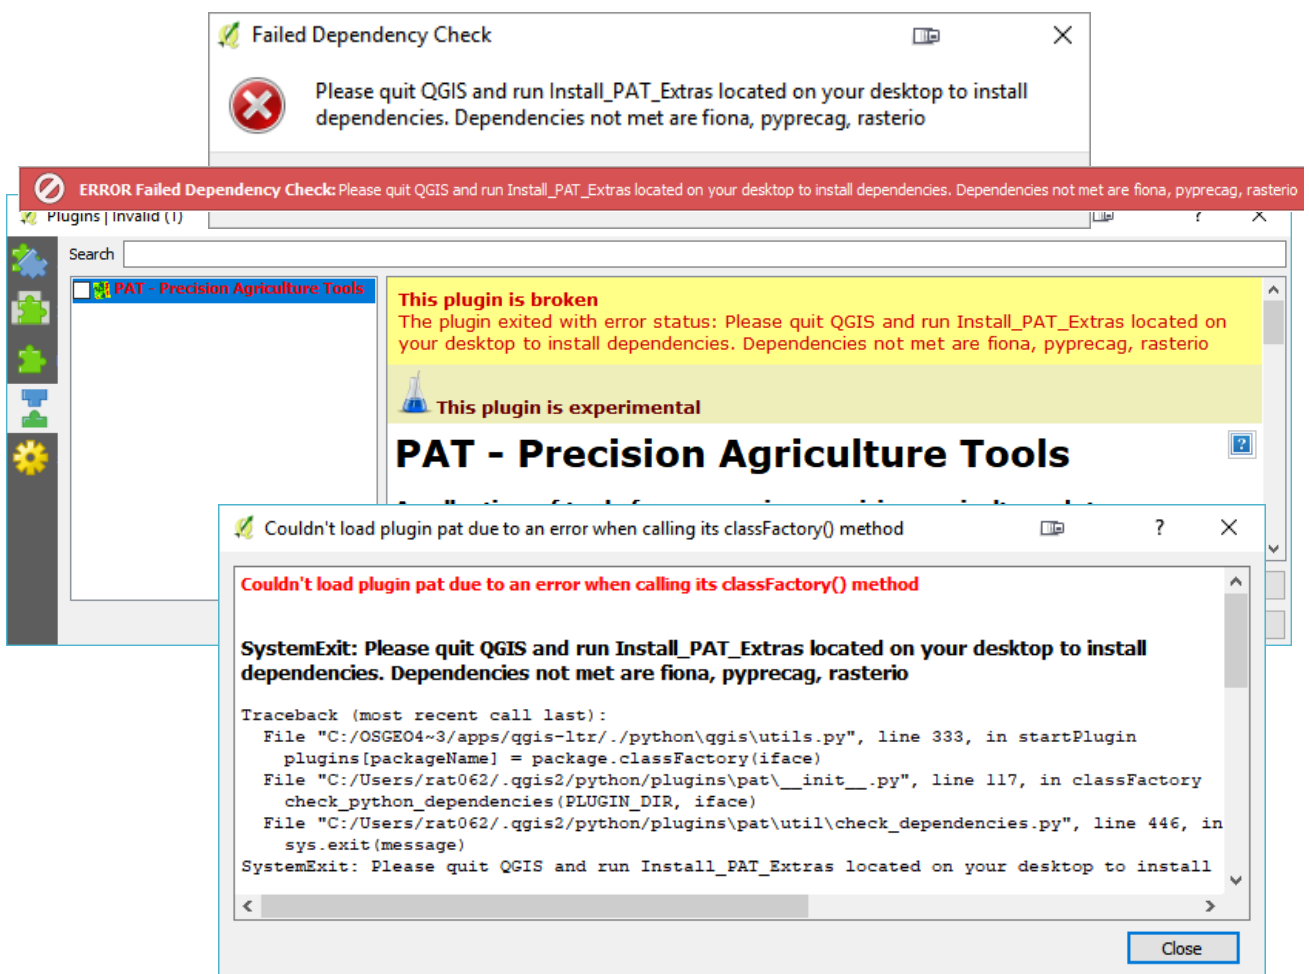 Failed Dependency Check
Please quit QGIS and run Install_PAT_Extras located on your desktop to install
dependencies. Dependencies not met are fiona, pyprecag, rasterio
ERROR Failed Dependency Check: Please quit QGIS and run Install_PAT_Extras located on your desktop to install dependencies. Dependencies not met are fiona, pyprecag, rasterio
Plugins | Invalid (1)
?
Search
PAT - Precision Agriculture Tools
This plugin is broken
The plugin exited with error status: Please quit QGIS and run Install_PAT_Extras located on
your desktop to install dependencies. Dependencies not met are fiona, pyprecag, rasterio
This plugin is experimental
PAT - Precision Agriculture Tools
?
Couldn't load plugin pat due to an error when calling its classFactory() method
?
Couldn't load plugin pat due to an error when calling its classFactory() method
SystemExit: Please quit QGIS and run Install_PAT_Extras located on your desktop to install
dependencies. Dependencies not met are fiona, pyprecag, rasterio
Traceback (most recent call last):
File "C:/OSGEO4~3/apps/qgis-ltr/./python\qgis\utils.py", line 333, in startPlugin
plugins[packageName] = package.classFactory(iface)
File "C:/Users/rat062/.qgis2/python/plugins\pat\__init__.py", line 117, in classFactory
check_python_dependencies(PLUGIN_DIR, iface)
File "C:/Users/rat062/.qgis2/python/plugins\pat\util\check_dependencies.py", line 446, in
sys.exit(message)
SystemExit: Please quit QGIS and run Install_PAT_Extras located on your desktop to install
Close